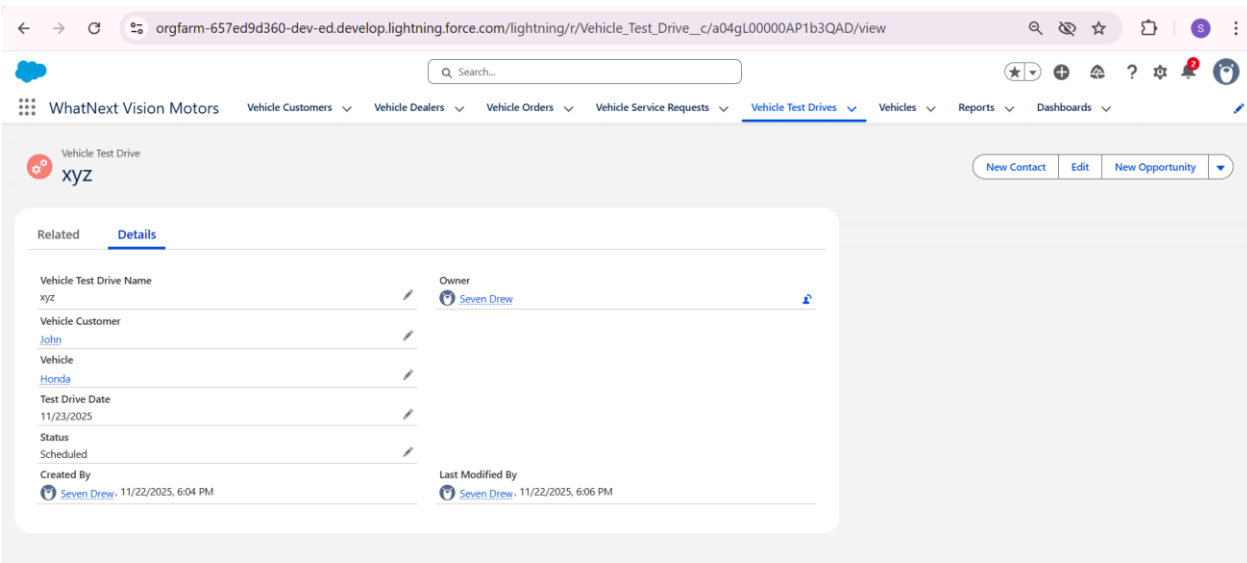 orgfarm-657ed9d360-dev-ed.develop.lightning.force.com/lightning/r/Vehicle_Test_Drive__c/a04gL00000AP1b3QAD/view
S
Search...
2
WhatNext Vision Motors Vehicle Customers Vehicle Dealers Vehicle Orders Vehicle Service Requests Vehicle Test Drives Vehicles Reports Dashboards
Vehicle Test Drive
xyz
New Contact Edit New Opportunity
Related Details
Vehicle Test Drive Name
xyz
Owner
Seven Drew
Vehicle Customer
John
Vehicle
Honda
Test Drive Date
11/23/2025
Status
Scheduled
Created By
Seven Drew, 11/22/2025, 6:04 PM
Last Modified By
Seven Drew, 11/22/2025, 6:06 PM